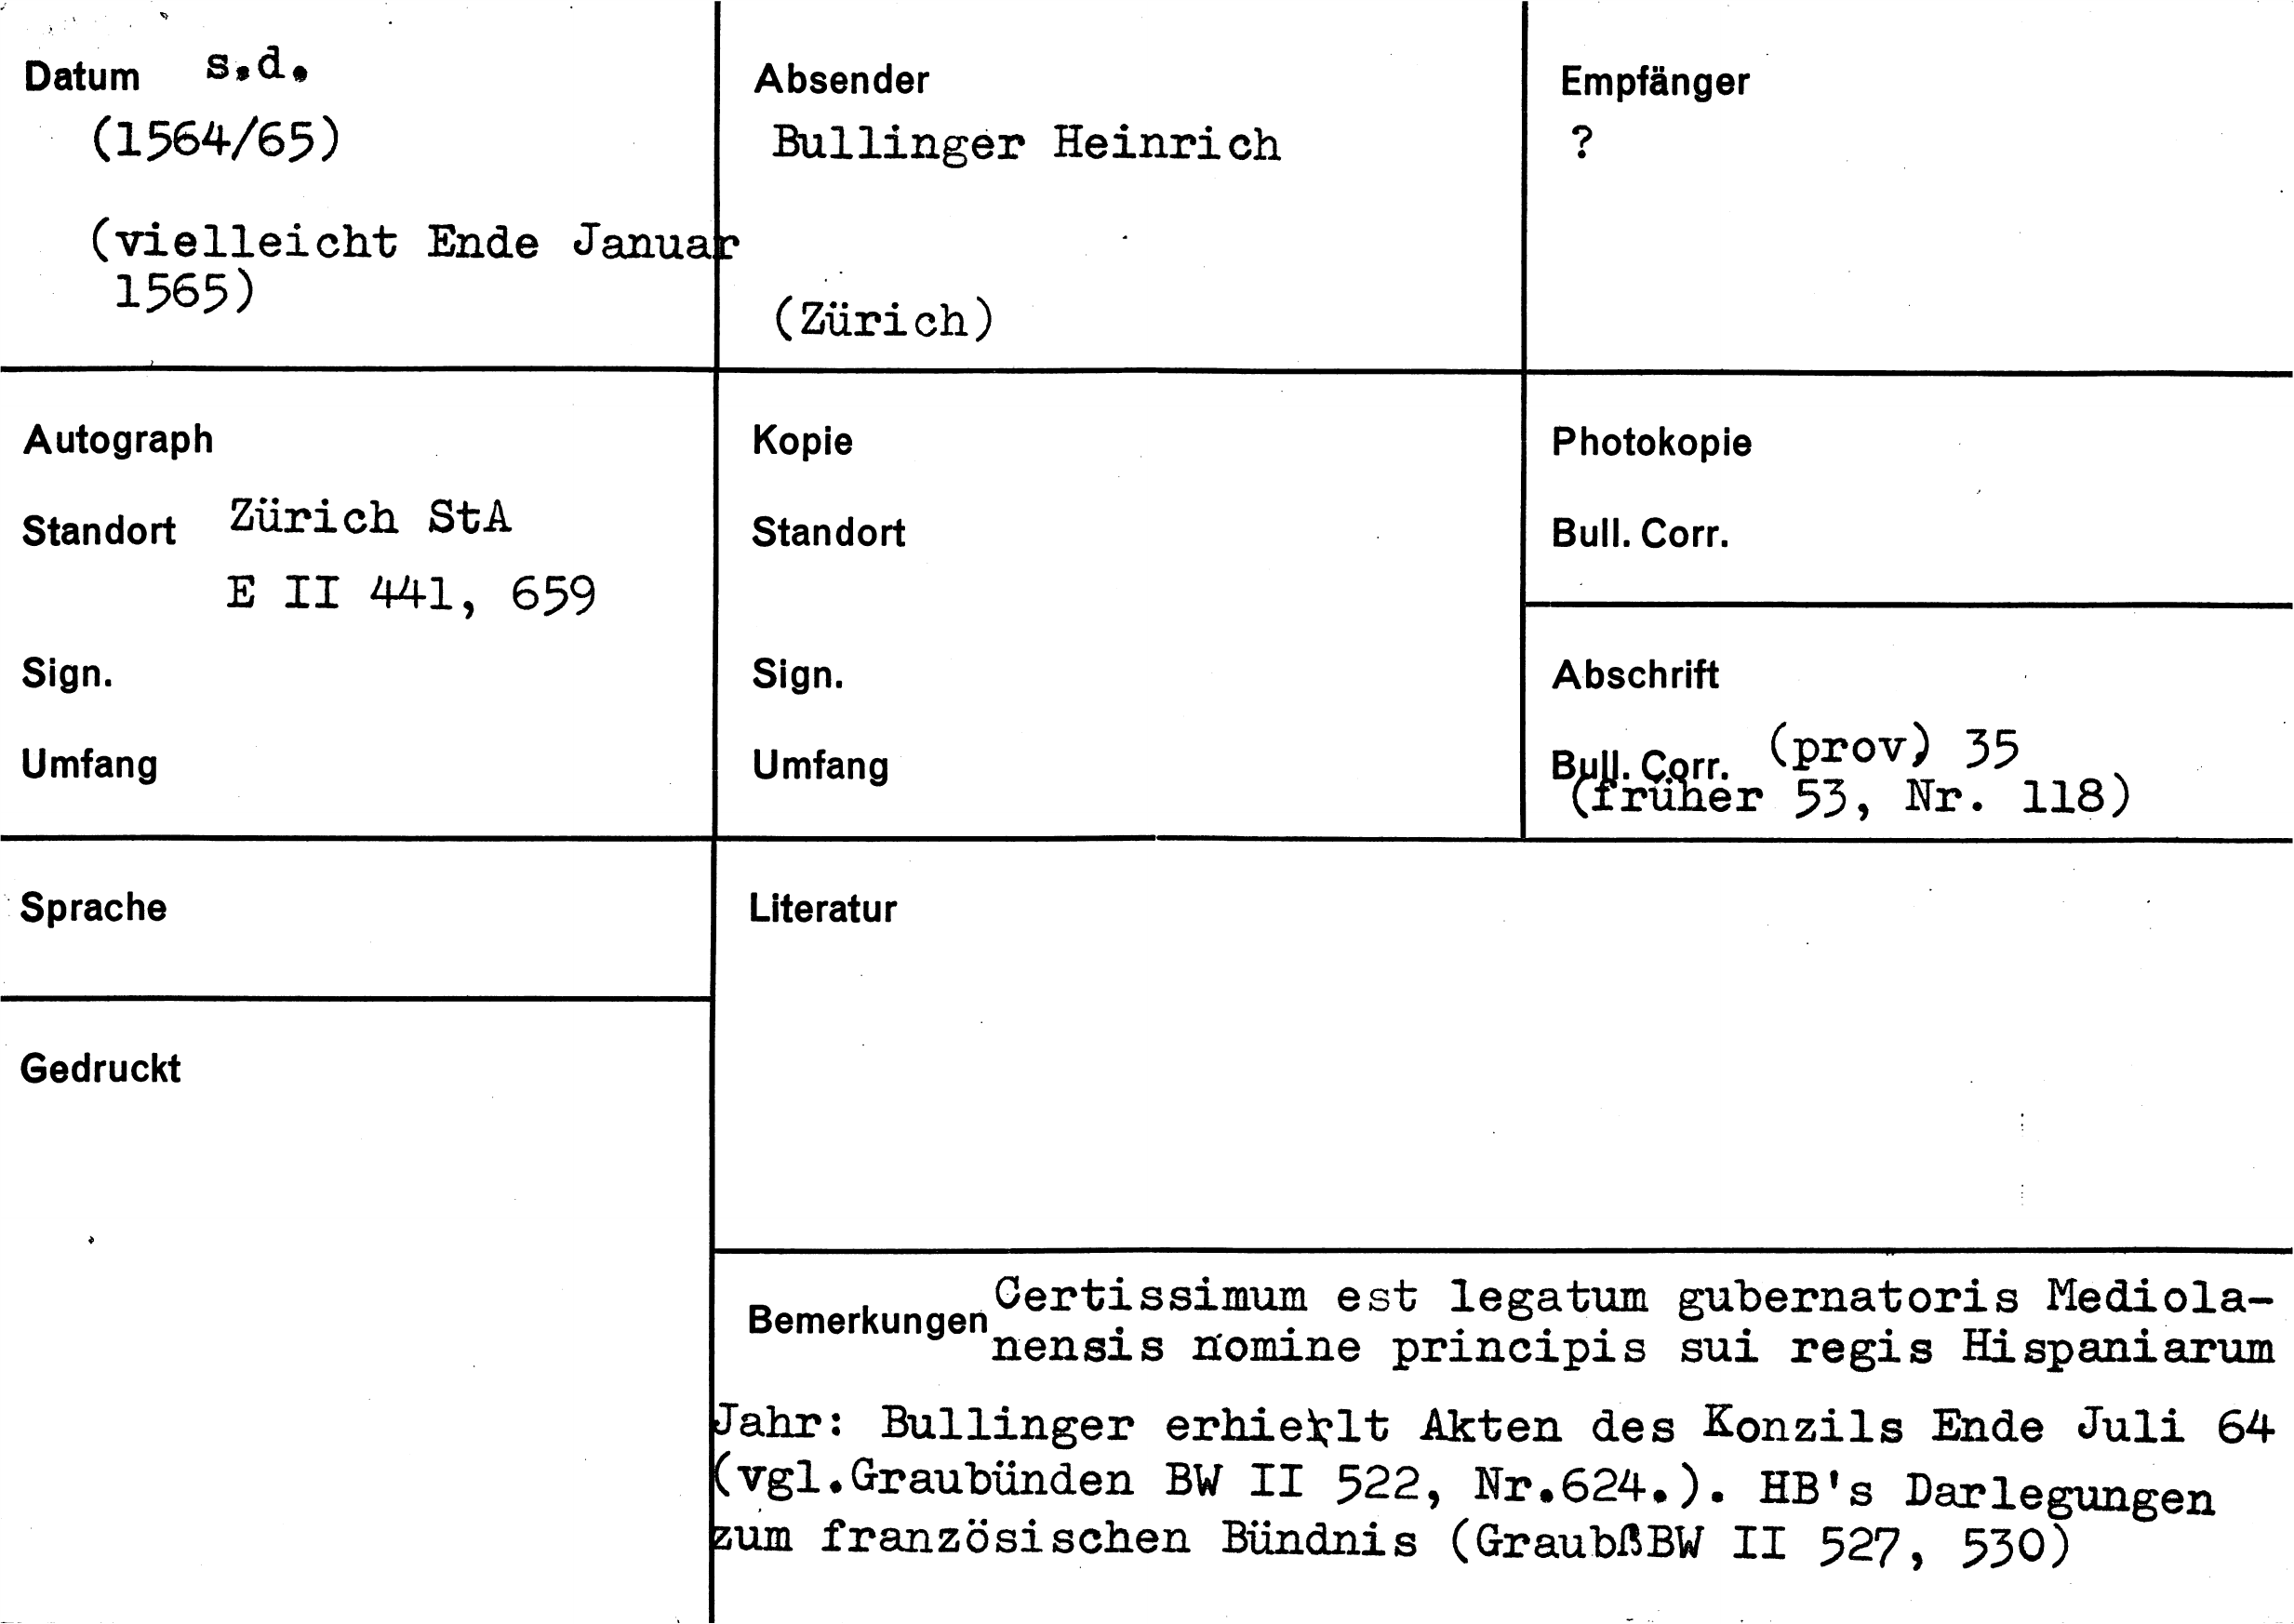 Datum s.d.
(1564/65)
(vielleicht Ende Januar
1565)
Absender
Bullinger Heinrich
(Zürich)
Empfänger
?
Autograph
Standort Zürich StA
E II 441, 659
Sign.
Umfang
Kopie
Standort
Sign.
Umfang
Photokopie
Bull. Corr.
Abschrift
Bull. Corr. (prov) 35
(früher 53, Nr. 118)
Sprache
Literatur
Gedruckt
Bemerkungen Certissimum est legatum gubernatoris Mediola-
nensis nomine principis sui regis Hispaniarum
Jahr: Bullinger erhielt Akten des Konzils Ende Juli 64
(vgl.Graubünden BW II 522, Nr.624.). HB's Darlegungen
zum französischen Bündnis (GraubßBW II 527, 530)